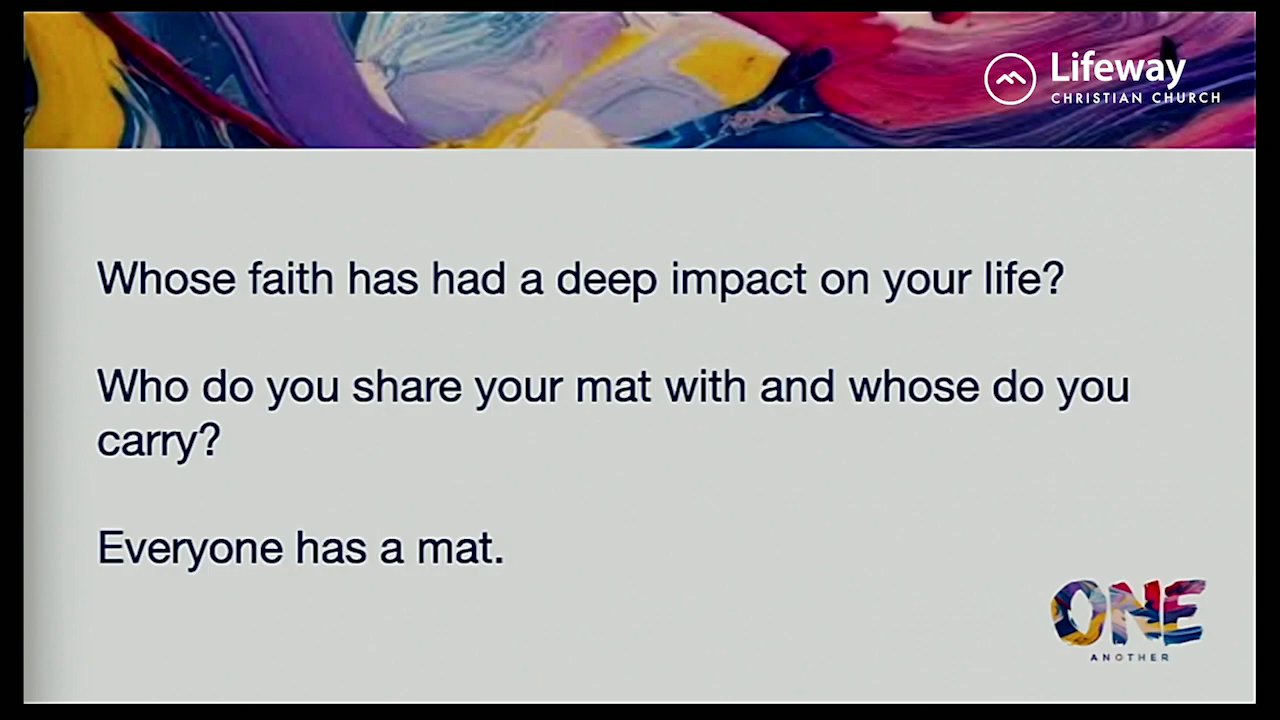 Lifeway
CHRISTIAN CHURCH
Whose faith has had a deep impact on your life?
Who do you share your mat with and whose do you
carry?
Everyone has a mat.
ONE
ANOTHER